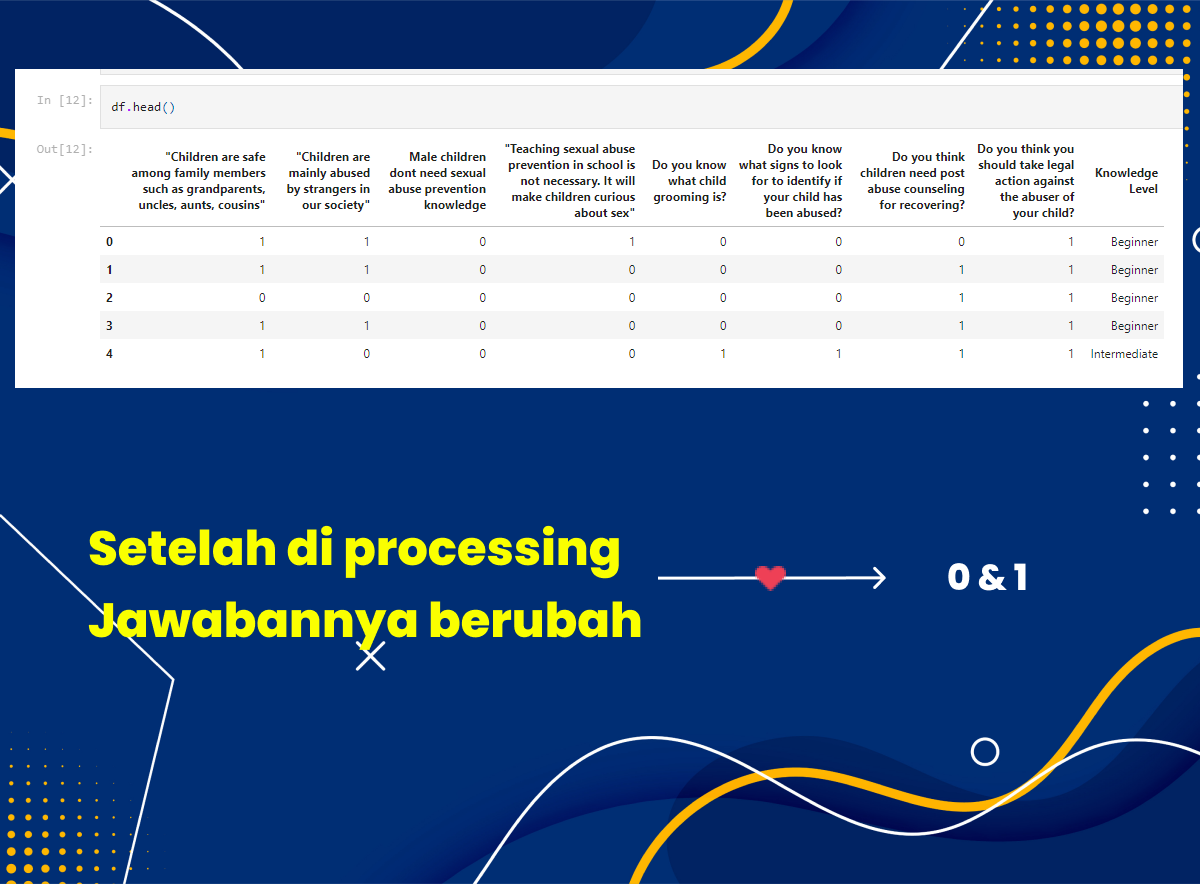 In [12]:
df.head()
Out[12]:
"Children are safe among family members such as grandparents, uncles, aunts, cousins" "Children are mainly abused by strangers in our society" Male children dont need sexual abuse prevention knowledge "Teaching sexual abuse prevention in school is not necessary. It will make children curious about sex" Do you know what child grooming is? Do you know what signs to look for to identify if your child has been abused? Do you think children need post abuse counseling for recovering? Do you think you should take legal action against the abuser of your child? Knowledge Level
0 1 1 0 1 0 0 0 1 Beginner
1 1 1 0 0 0 0 1 1 Beginner
2 0 0 0 0 0 0 1 1 Beginner
3 1 1 0 0 0 0 1 1 Beginner
4 1 0 0 0 1 1 1 1 Intermediate
Setelah di processing
Jawabannya berubah
0 & 1